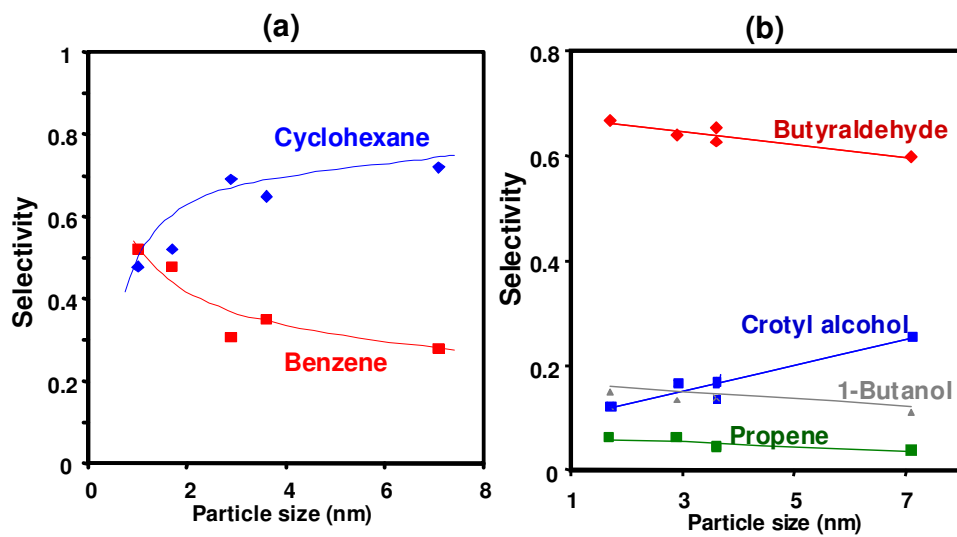 (a)
1
0.8
0.6
0.4
0.2
0
Selectivity
Cyclohexane
Benzene
0
2
4
6
8
Particle size (nm)
(b)
0.8
0.6
0.4
0.2
0
Selectivity
Butyraldehyde
Crotyl alcohol
1-Butanol
Propene
1
3
5
7
Particle size (nm)